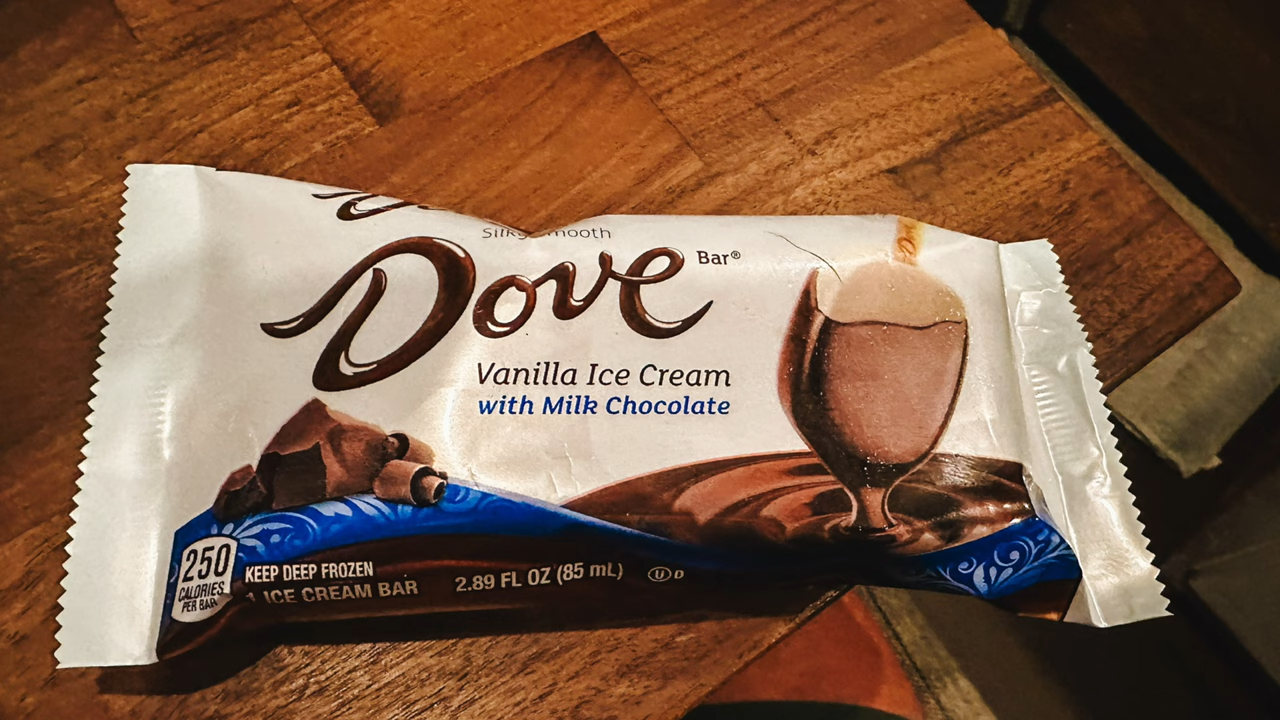 Silky Smooth
Dove Bar®
Vanilla Ice Cream
with Milk Chocolate
250
CALORIES
PER BAR
KEEP DEEP FROZEN
1 ICE CREAM BAR
2.89 FL OZ (85 mL)
U D